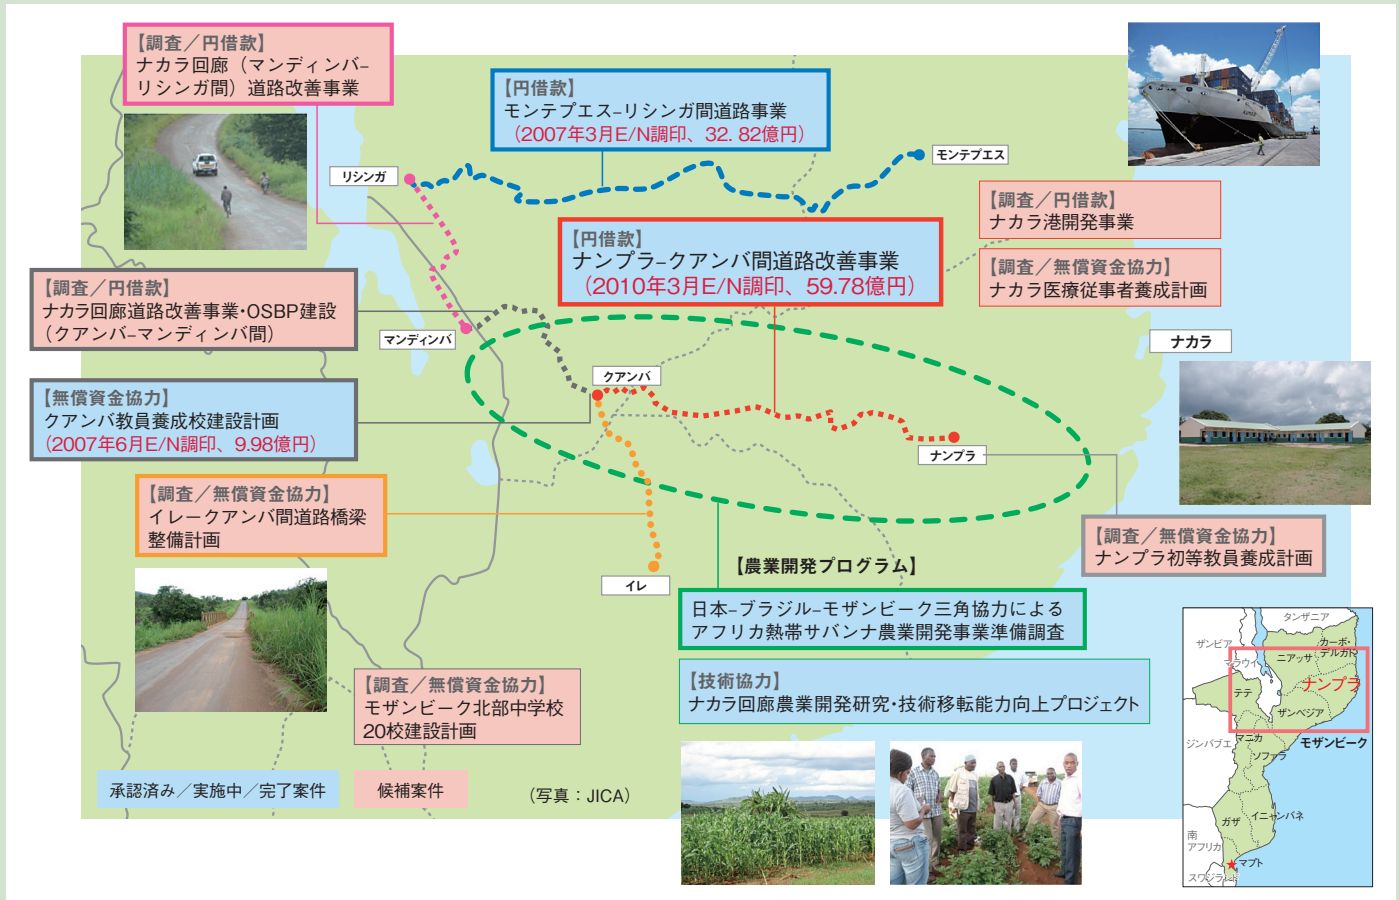 【調査／円借款】
ナカラ回廊（マンディンバ–
リシンガ間）道路改善事業
【円借款】
モンテプエス–リシンガ間道路事業
（2007年3月E/N調印、32. 82億円）
リシンガ
モンテプエス
【調査／円借款】
ナカラ港開発事業
【円借款】
ナンプラ–クアンバ間道路改善事業
（2010年3月E/N調印、59.78億円）
【調査／無償資金協力】
ナカラ医療従事者養成計画
【調査／円借款】
ナカラ回廊道路改善事業・OSBP建設
（クアンバ–マンディンバ間）
マンディンバ
ナカラ
クアンバ
【無償資金協力】
クアンバ教員養成校建設計画
（2007年6月E/N調印、9.98億円）
ナンプラ
【調査／無償資金協力】
イレークアンバ間道路橋梁
整備計画
【調査／無償資金協力】
ナンプラ初等教員養成計画
イレ
【農業開発プログラム】
日本–ブラジル–モザンビーク三角協力による
アフリカ熱帯サバンナ農業開発事業準備調査
【技術協力】
ナカラ回廊農業開発研究・技術移転能力向上プロジェクト
【調査／無償資金協力】
モザンビーク北部中学校
20校建設計画
承認済み／実施中／完了案件
候補案件
（写真：JICA）
タンザニア
ザンビア
マラウイ
ニアッサ
カーボ・
デルガド
テテ
ナンプラ
ザンベジア
ジンバブエ
マニカ
モザンビーク
ソファラ
ガザ
イニャンバネ
南
アフリカ
マプト
スワジランド